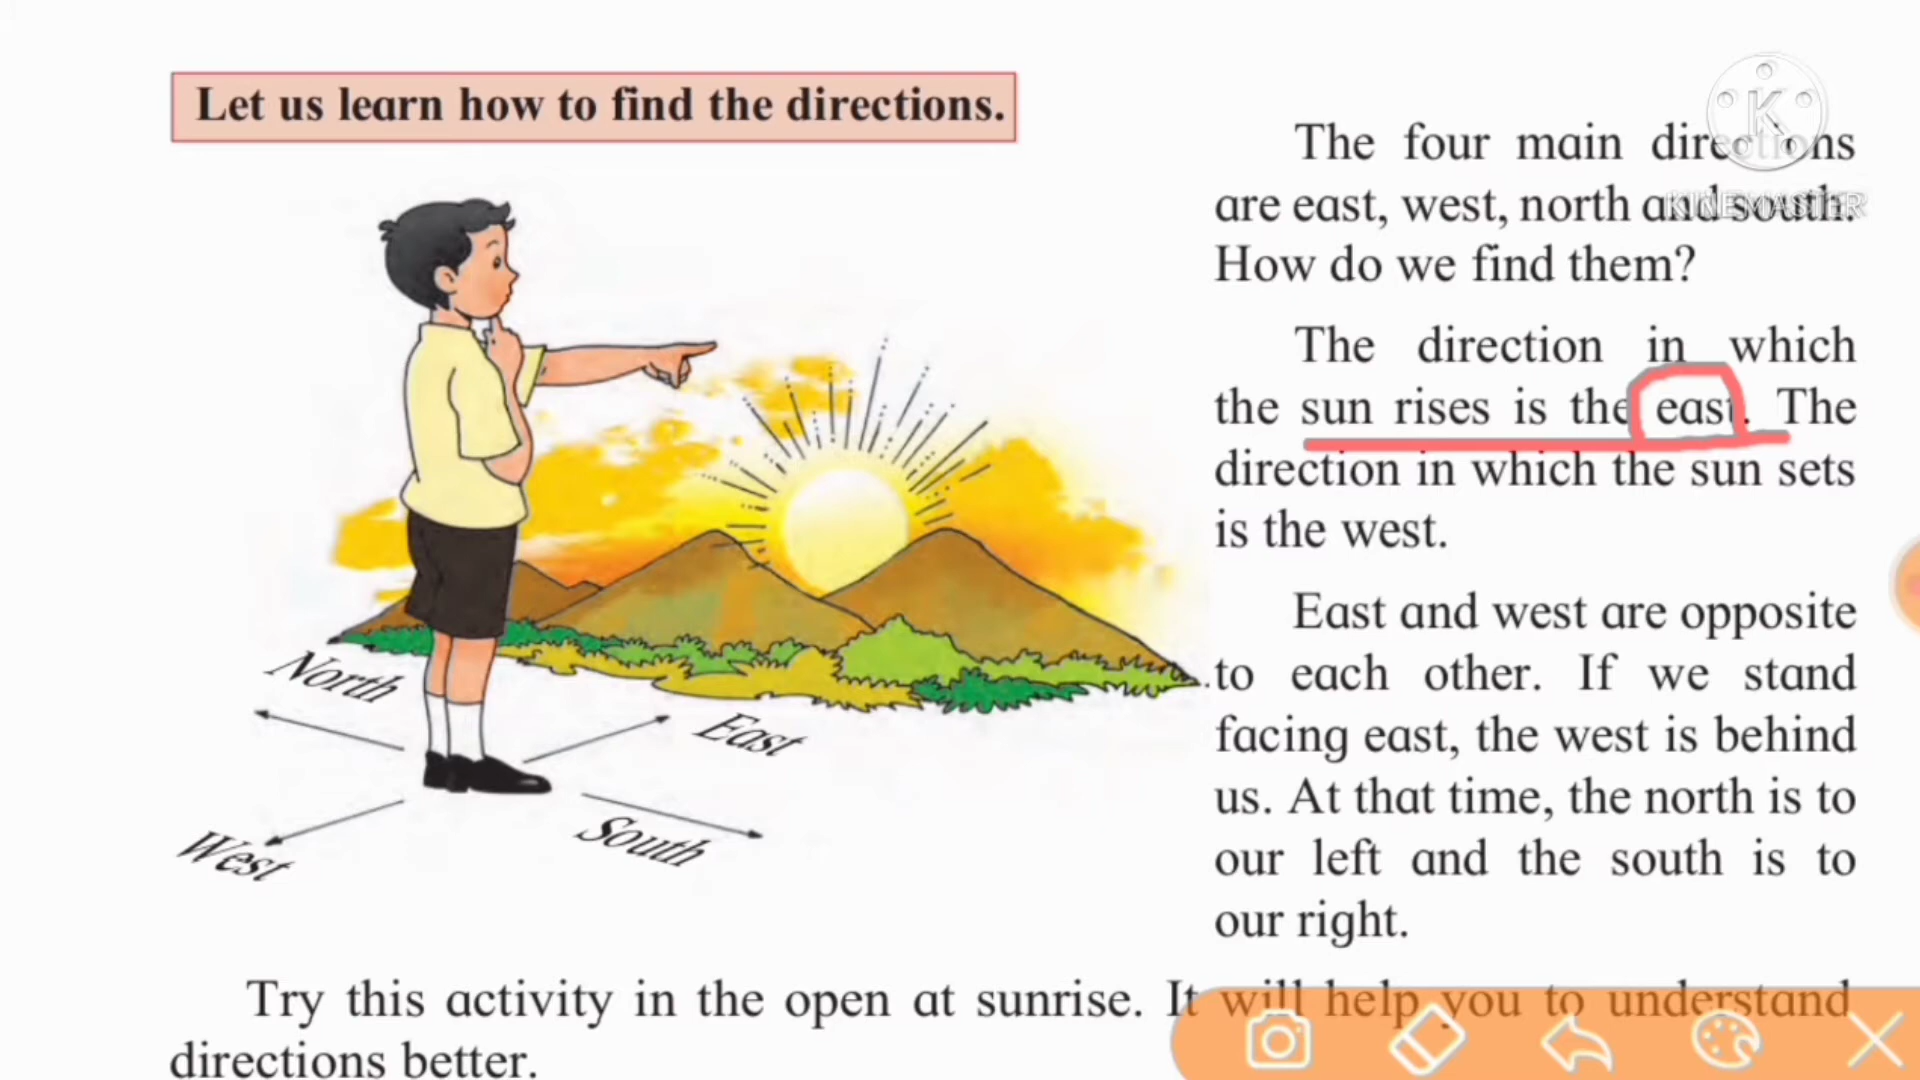 Let us learn how to find the directions.
The four main directions
are east, west, north and south.
How do we find them?
The direction in which
the sun rises is the east. The
direction in which the sun sets
is the west.
East and west are opposite
to each other. If we stand
facing east, the west is behind
us. At that time, the north is to
our left and the south is to
our right.
North
East
West
South
Try this activity in the open at sunrise. It will help you to understand
directions better.
K
KINEMASTER